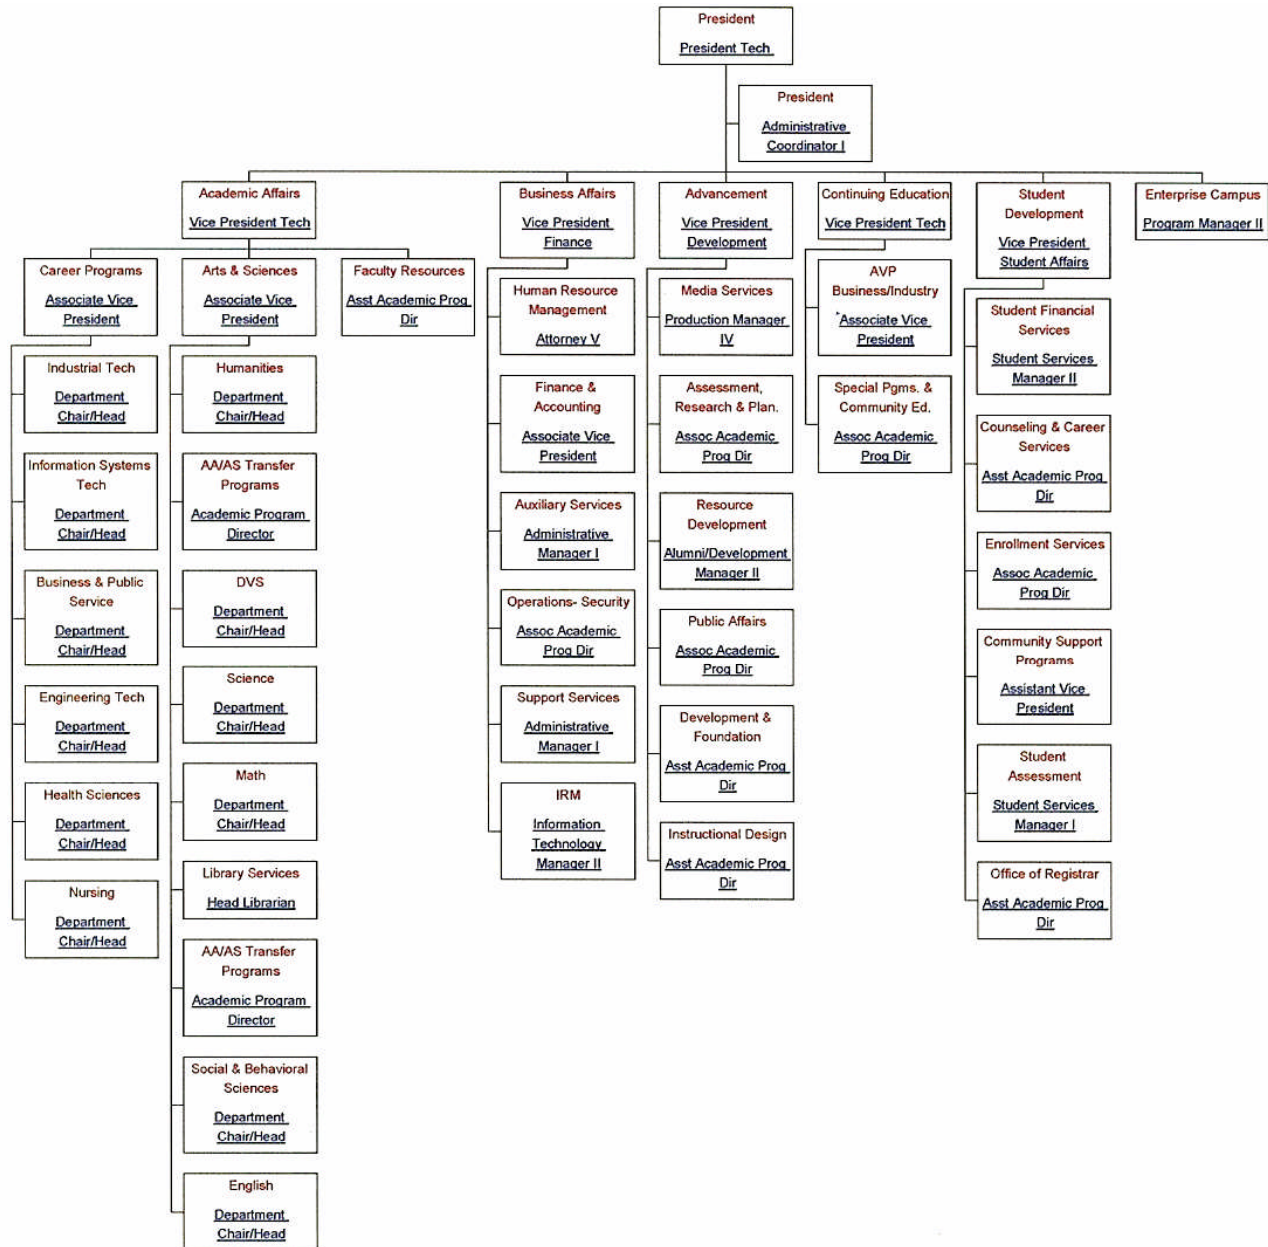 President
President Tech
President
Administrative
Coordinator I
Academic Affairs
Vice President Tech
Business Affairs
Vice President
Finance
Advancement
Vice President
Development
Continuing Education
Vice President Tech
Student
Development
Vice President
Student Affairs
Enterprise Campus
Program Manager II
Career Programs
Associate Vice
President
Arts & Sciences
Associate Vice
President
Faculty Resources
Asst Academic Prog
Dir
Industrial Tech
Department
Chair/Head
Information Systems
Tech
Department
Chair/Head
Business & Public
Service
Department
Chair/Head
Engineering Tech
Department
Chair/Head
Health Sciences
Department
Chair/Head
Nursing
Department
Chair/Head
Humanities
Department
Chair/Head
AA/AS Transfer
Programs
Academic Program
Director
DVS
Department
Chair/Head
Science
Department
Chair/Head
Math
Department
Chair/Head
Library Services
Head Librarian
AA/AS Transfer
Programs
Academic Program
Director
Social & Behavioral
Sciences
Department
Chair/Head
English
Department
Chair/Head
Human Resource
Management
Attorney V
Finance &
Accounting
Associate Vice
President
Auxiliary Services
Administrative
Manager I
Operations- Security
Assoc Academic
Prog Dir
Support Services
Administrative
Manager I
IRM
Information
Technology
Manager II
Media Services
Production Manager
IV
Assessment,
Research & Plan.
Assoc Academic
Prog Dir
Resource
Development
Alumni/Development
Manager II
Public Affairs
Assoc Academic
Prog Dir
Development &
Foundation
Asst Academic Prog
Dir
Instructional Design
Asst Academic Prog
Dir
AVP
Business/Industry
Associate Vice
President
Special Pgms. &
Community Ed.
Assoc Academic
Prog Dir
Student Financial
Services
Student Services
Manager II
Counseling & Career
Services
Asst Academic Prog
Dir
Enrollment Services
Assoc Academic
Prog Dir
Community Support
Programs
Assistant Vice
President
Student
Assessment
Student Services
Manager I
Office of Registrar
Asst Academic Prog
Dir